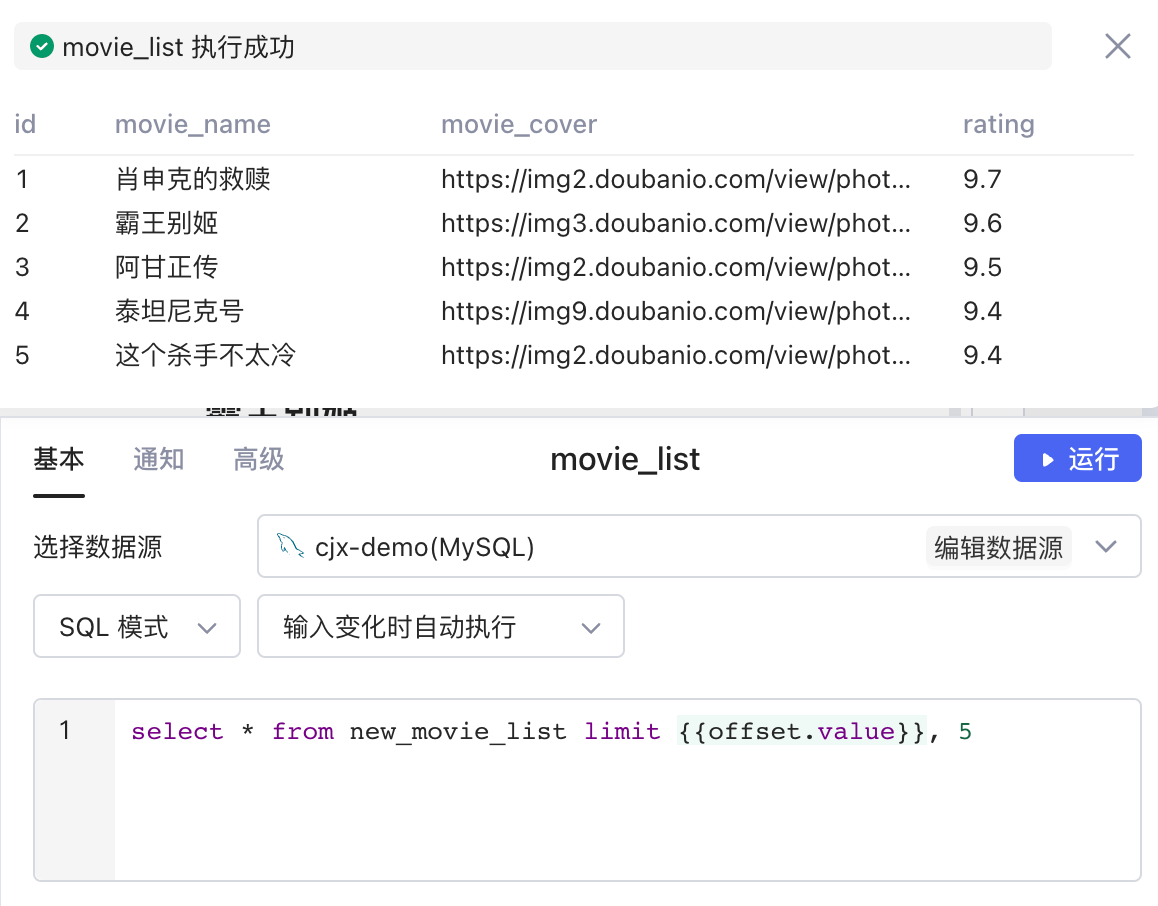 movie_list 执行成功
id movie_name movie_cover rating
1 肖申克的救赎 https://img2.doubanio.com/view/phot... 9.7
2 霸王别姬 https://img3.doubanio.com/view/phot... 9.6
3 阿甘正传 https://img2.doubanio.com/view/phot... 9.5
4 泰坦尼克号 https://img9.doubanio.com/view/phot... 9.4
5 这个杀手不太冷 https://img2.doubanio.com/view/phot... 9.4
基本 通知 高级 movie_list 运行
选择数据源 cjx-demo(MySQL) 编辑数据源
SQL 模式 输入变化时自动执行
1 select * from new_movie_list limit {{offset.value}}, 5